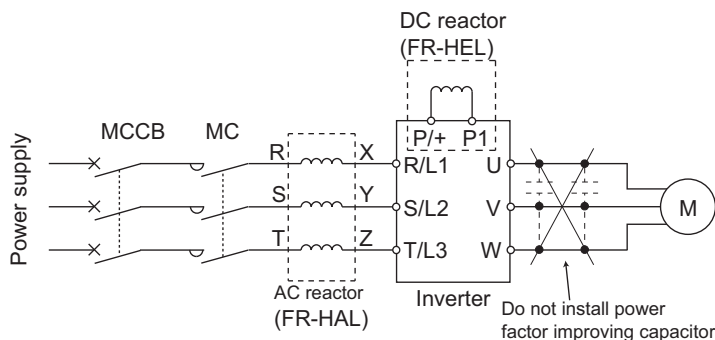 DC reactor
(FR-HEL)
P/+ P1
MCCB MC
Power supply
R X R/L1 U
S Y S/L2 V M
T Z T/L3 W
AC reactor
(FR-HAL)
Inverter
Do not install power
factor improving capacitor